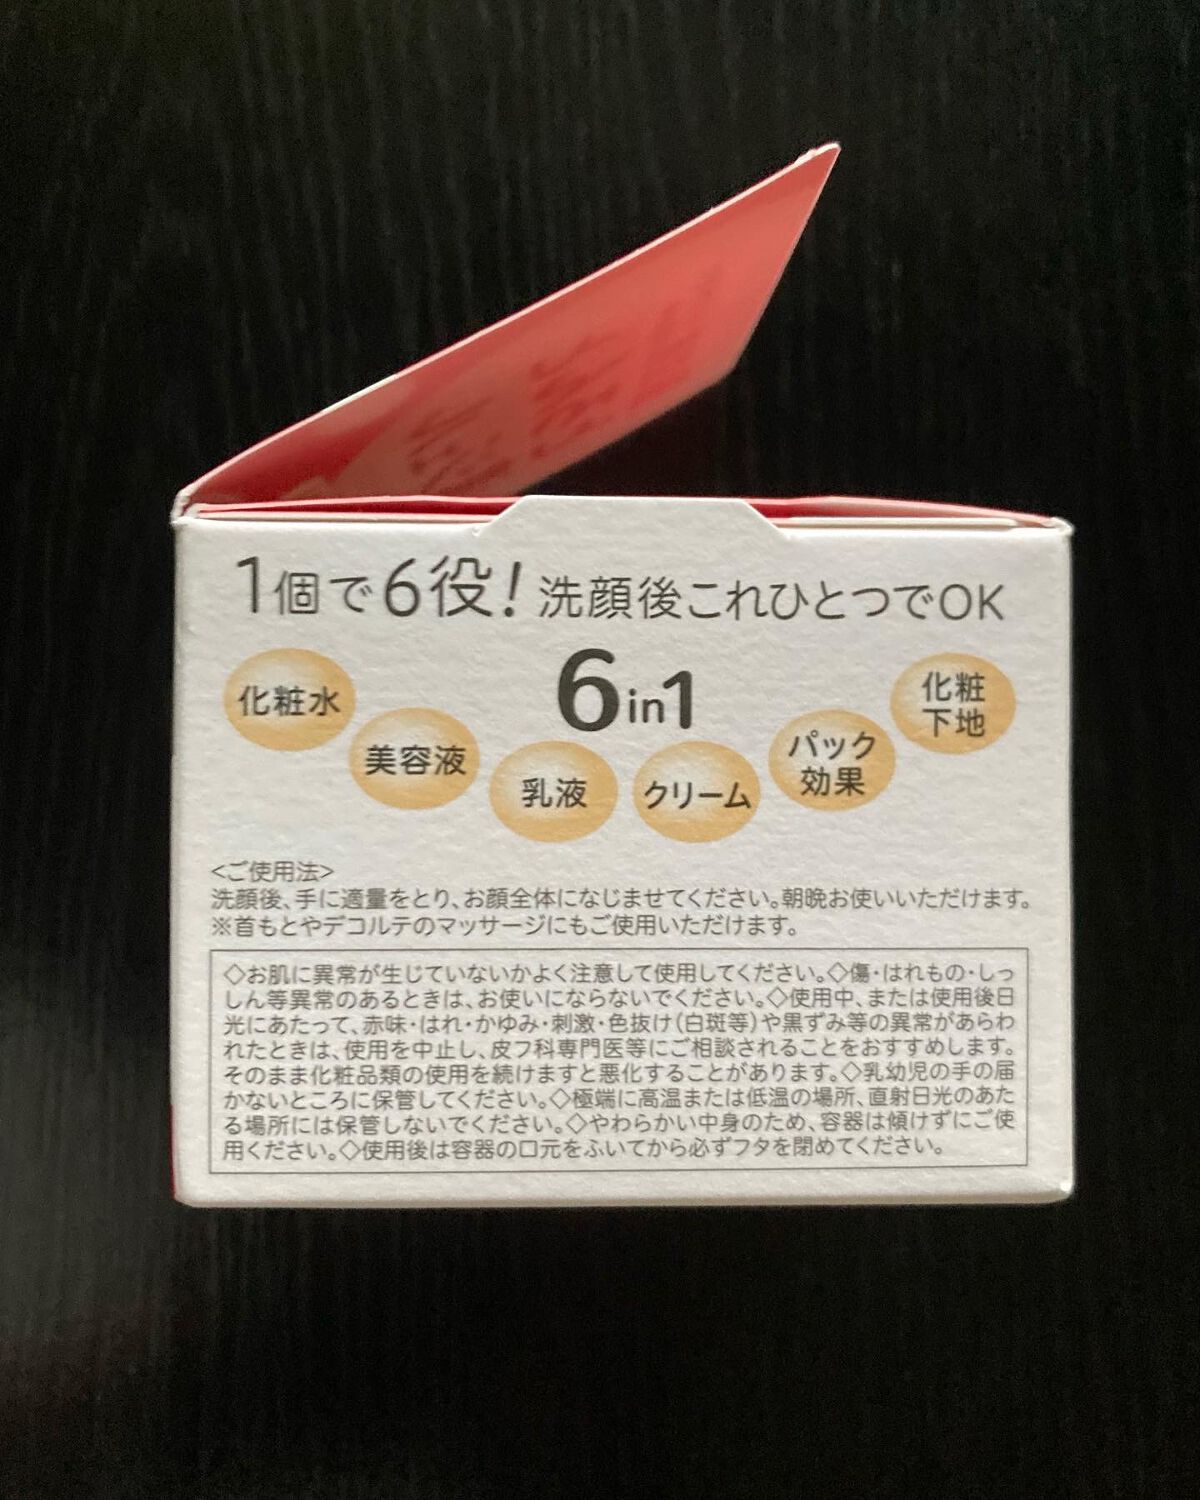 1個で6役！洗顔後これひとつでOK
6in1
化粧水
美容液
乳液
クリーム
パック
効果
化粧
下地
<ご使用法>
洗顔後、手に適量をとり、お顔全体になじませてください。朝晩お使いいただけます。
※首もとやデコルテのマッサージにもご使用いただけます。
◇お肌に異常が生じていないかよく注意して使用してください。◇傷・はれもの・しっ
しん等異常のあるときは、お使いにならないでください。◇使用中、または使用後日
光にあたって、赤味・はれ・かゆみ・刺激・色抜け（白斑等）や黒ずみ等の異常があらわ
れたときは、使用を中止し、皮フ科専門医等にご相談されることをおすすめします。
そのまま化粧品類の使用を続けますと悪化することがあります。◇乳幼児の手の届
かないところに保管してください。◇極端に高温または低温の場所、直射日光のあた
る場所には保管しないでください。◇やわらかい中身のため、容器は傾けずにご使
用ください。◇使用後は容器の口元をふいてから必ずフタを閉めてください。